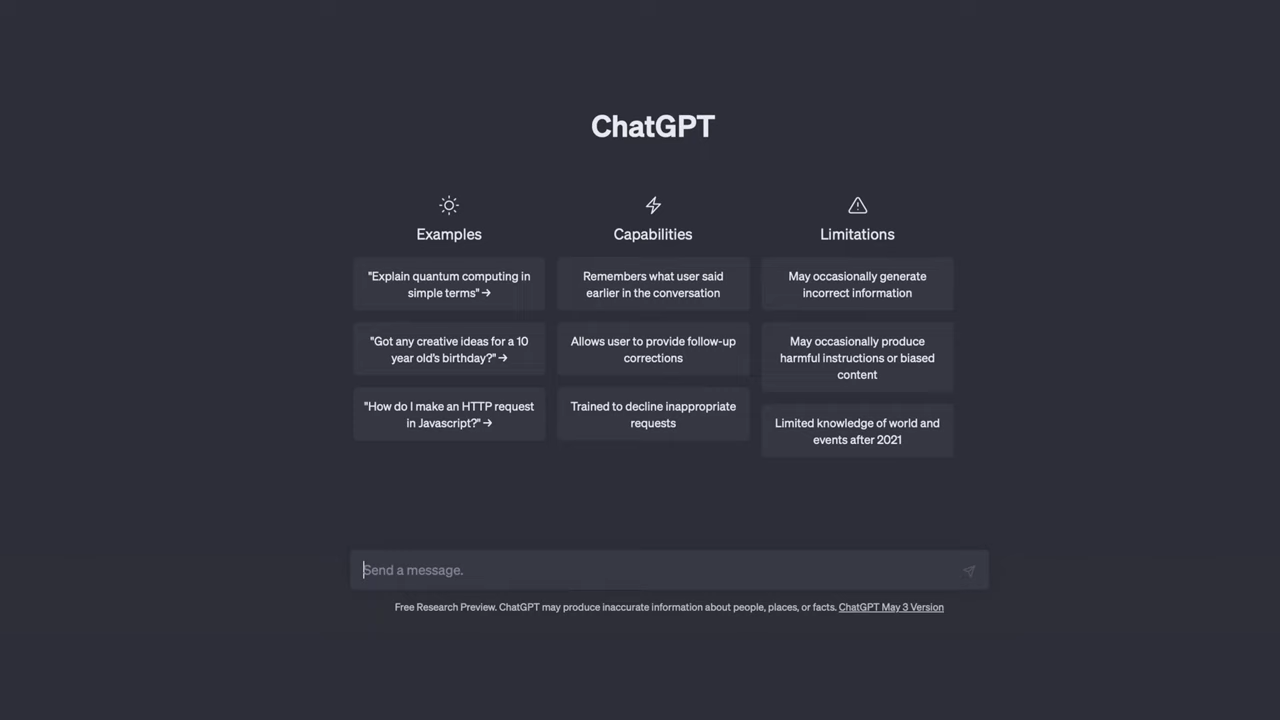 ChatGPT
Examples
"Explain quantum computing in
simple terms" →
"Got any creative ideas for a 10
year old's birthday?" →
"How do I make an HTTP request
in Javascript?" →
Capabilities
Remembers what user said
earlier in the conversation
Allows user to provide follow-up
corrections
Trained to decline inappropriate
requests
Limitations
May occasionally generate
incorrect information
May occasionally produce
harmful instructions or biased
content
Limited knowledge of world and
events after 2021
Send a message.
Free Research Preview. ChatGPT may produce inaccurate information about people, places, or facts. ChatGPT May 3 Version